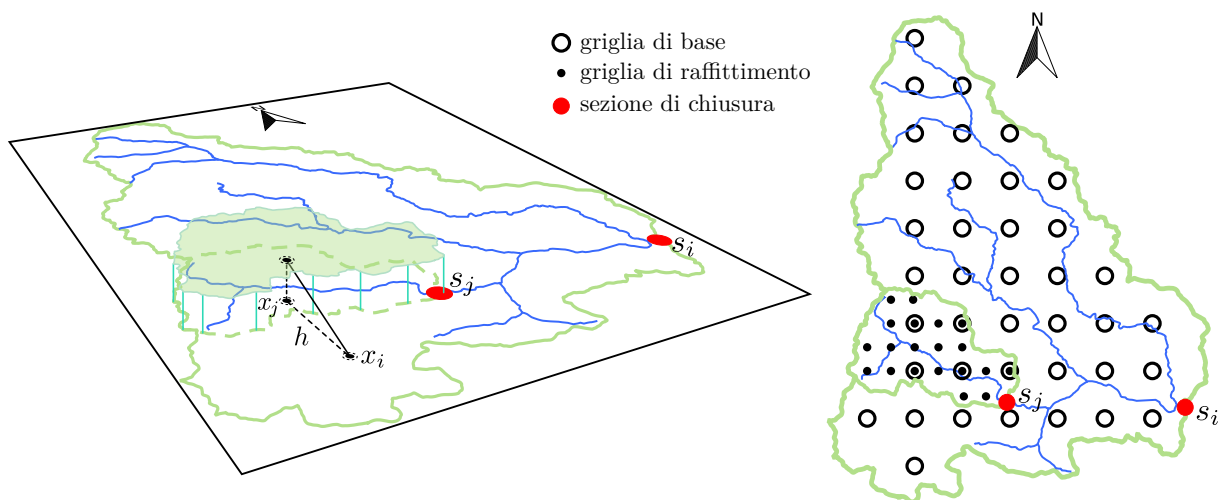 griglia di base
griglia di raffittimento
sezione di chiusura
N
s_i
s_j
x_j
h
x_i
N
s_j
s_i